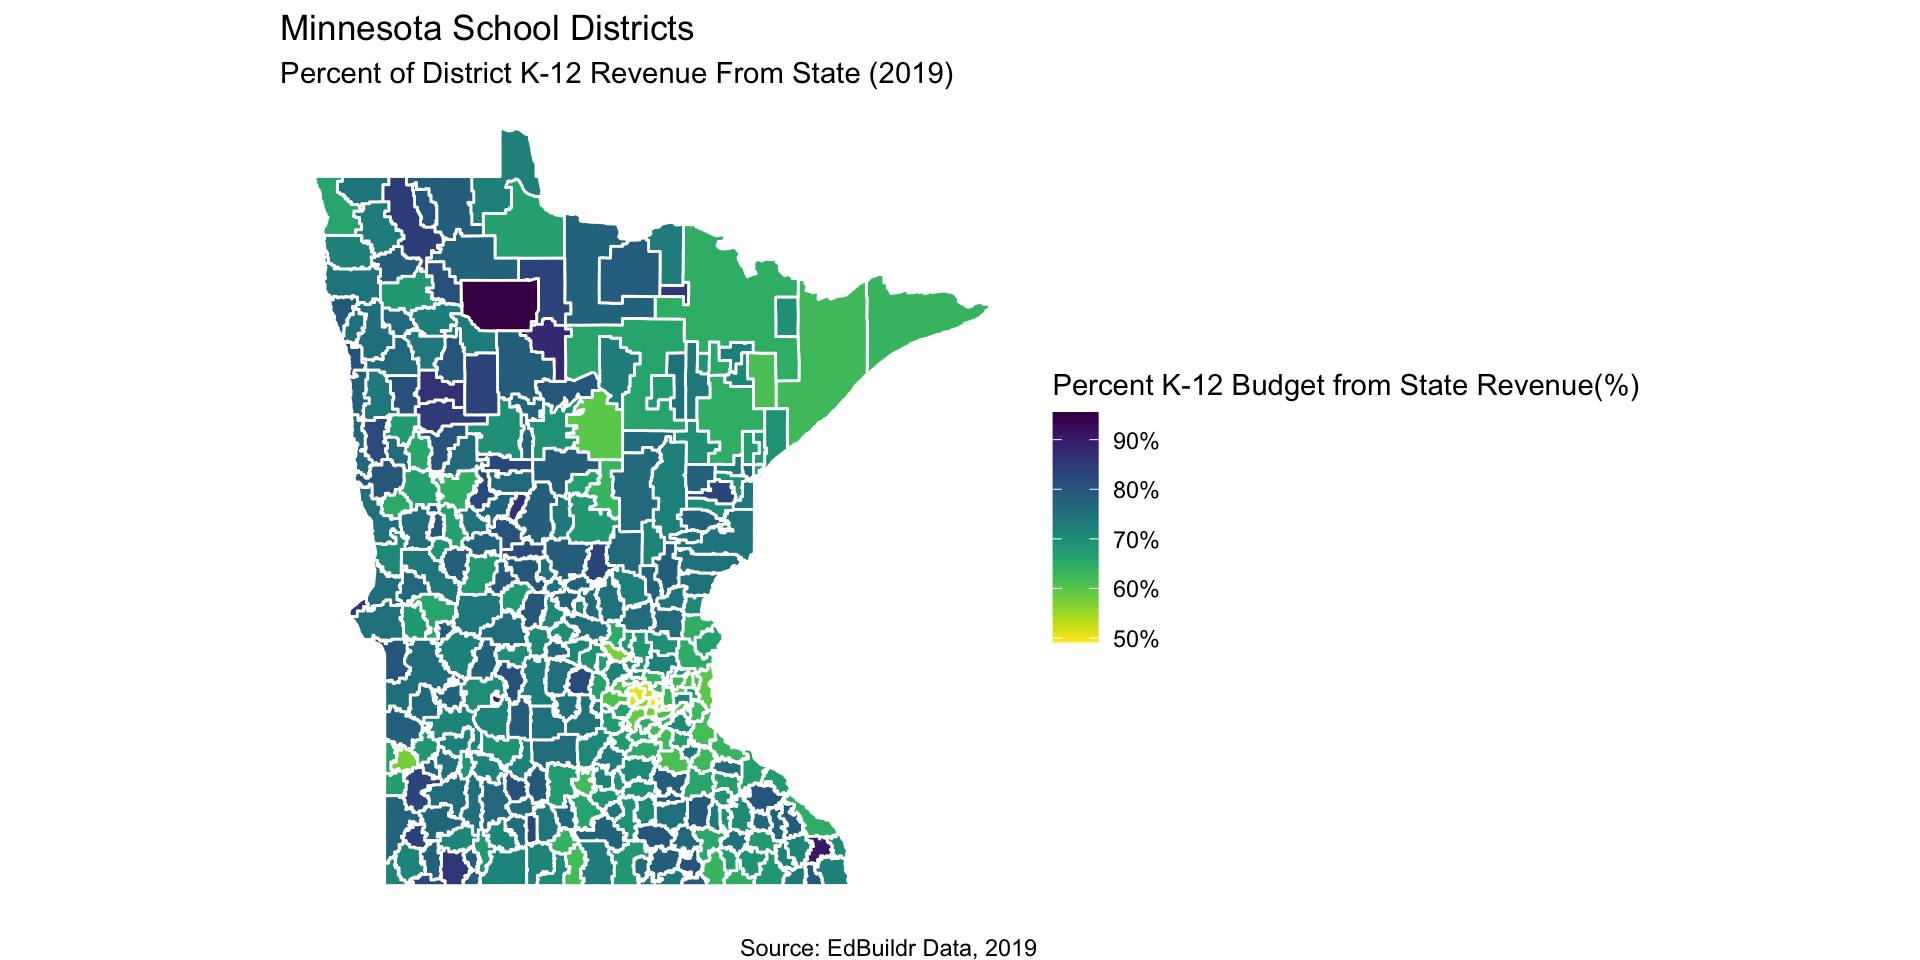 Minnesota School Districts
Percent of District K-12 Revenue From State (2019)
Percent K-12 Budget from State Revenue(%)
90%
80%
70%
60%
50%
Source: EdBuildr Data, 2019